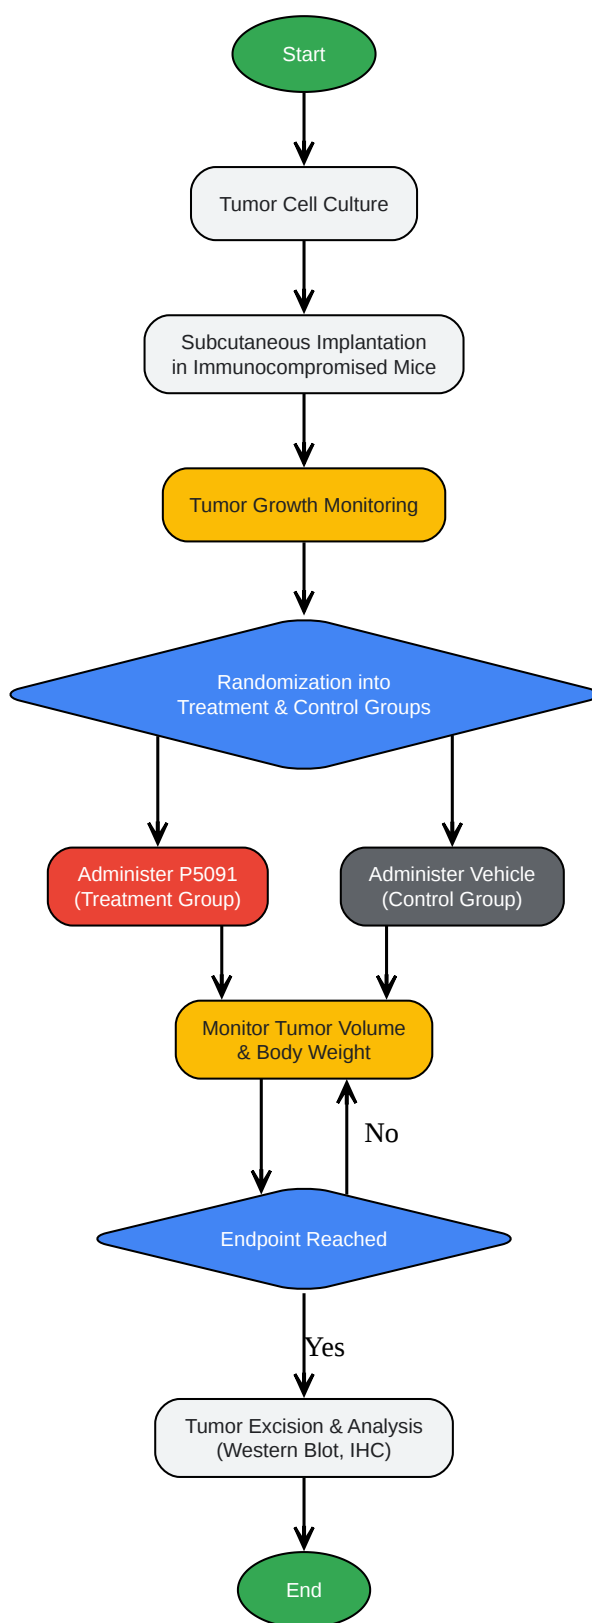 Start
Tumor Cell Culture
Subcutaneous Implantation
in Immunocompromised Mice
Tumor Growth Monitoring
Randomization into
Treatment & Control Groups
Administer P5091
(Treatment Group)
Administer Vehicle
(Control Group)
Monitor Tumor Volume
& Body Weight
No
Endpoint Reached
Yes
Tumor Excision & Analysis
(Western Blot, IHC)
End